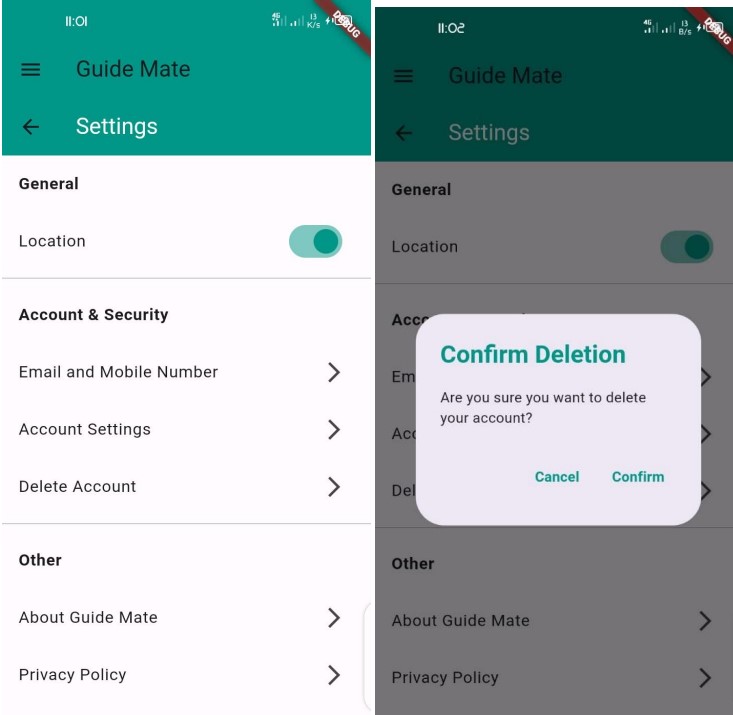 11:01
4G
13
K/s
DEBUG
Guide Mate
Settings
General
Location
Account & Security
Email and Mobile Number
Account Settings
Delete Account
Other
About Guide Mate
Privacy Policy
11:02
4G
13
B/s
DEBUG
Guide Mate
Settings
General
Location
Acco
Confirm Deletion
Em
Are you sure you want to delete
your account?
Acc
Cancel Confirm
Del
Other
About Guide Mate
Privacy Policy